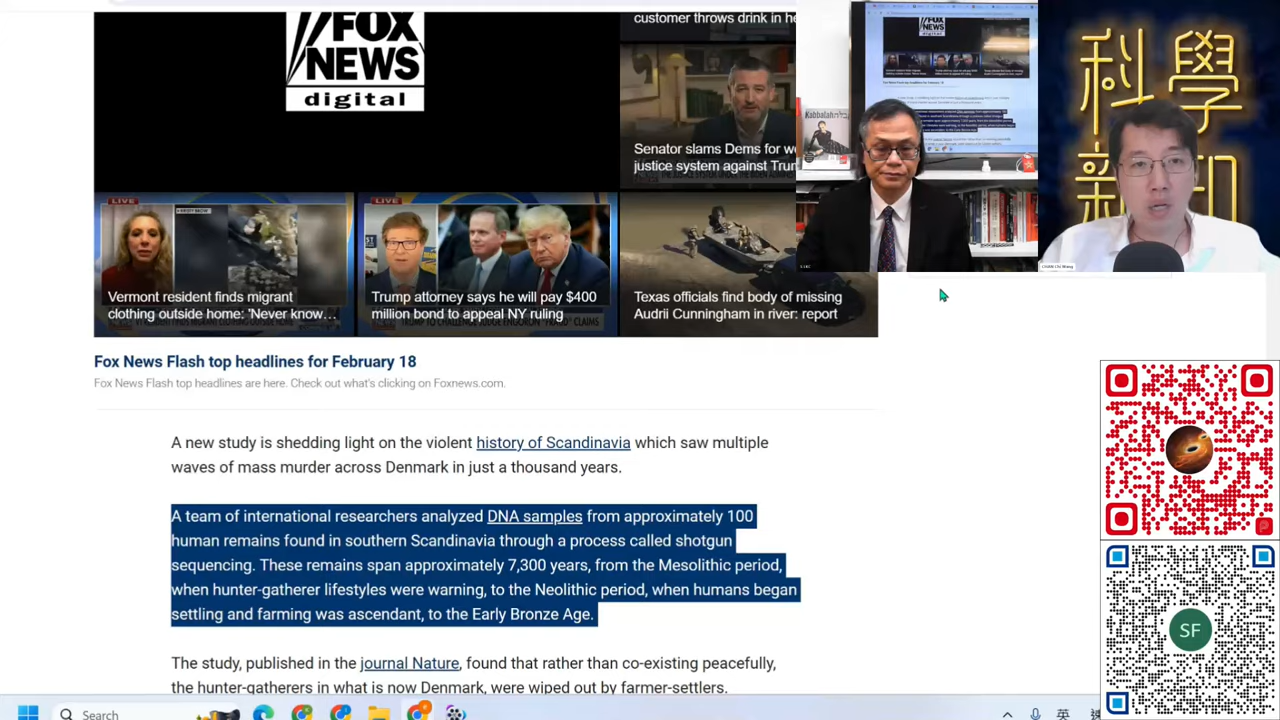 FOX
NEWS
digital
customer throws drink in he
Senator slams Dems for we
justice system against Trum
LIVE
Vermont resident finds migrant
clothing outside home: 'Never know…
LIVE
Trump attorney says he will pay $400
million bond to appeal NY ruling
Texas officials find body of missing
Audrii Cunningham in river: report
Kabbalah
科學
新知
Fox News Flash top headlines for February 18
Fox News Flash top headlines are here. Check out what's clicking on Foxnews.com.
A new study is shedding light on the violent history of Scandinavia which saw multiple
waves of mass murder across Denmark in just a thousand years.
A team of international researchers analyzed DNA samples from approximately 100
human remains found in southern Scandinavia through a process called shotgun
sequencing. These remains span approximately 7,300 years, from the Mesolithic period,
when hunter-gatherer lifestyles were warning, to the Neolithic period, when humans began
settling and farming was ascendant, to the Early Bronze Age.
The study, published in the journal Nature, found that rather than co-existing peacefully,
the hunter-gatherers in what is now Denmark, were wiped out by farmer-settlers.
SF
Search
英